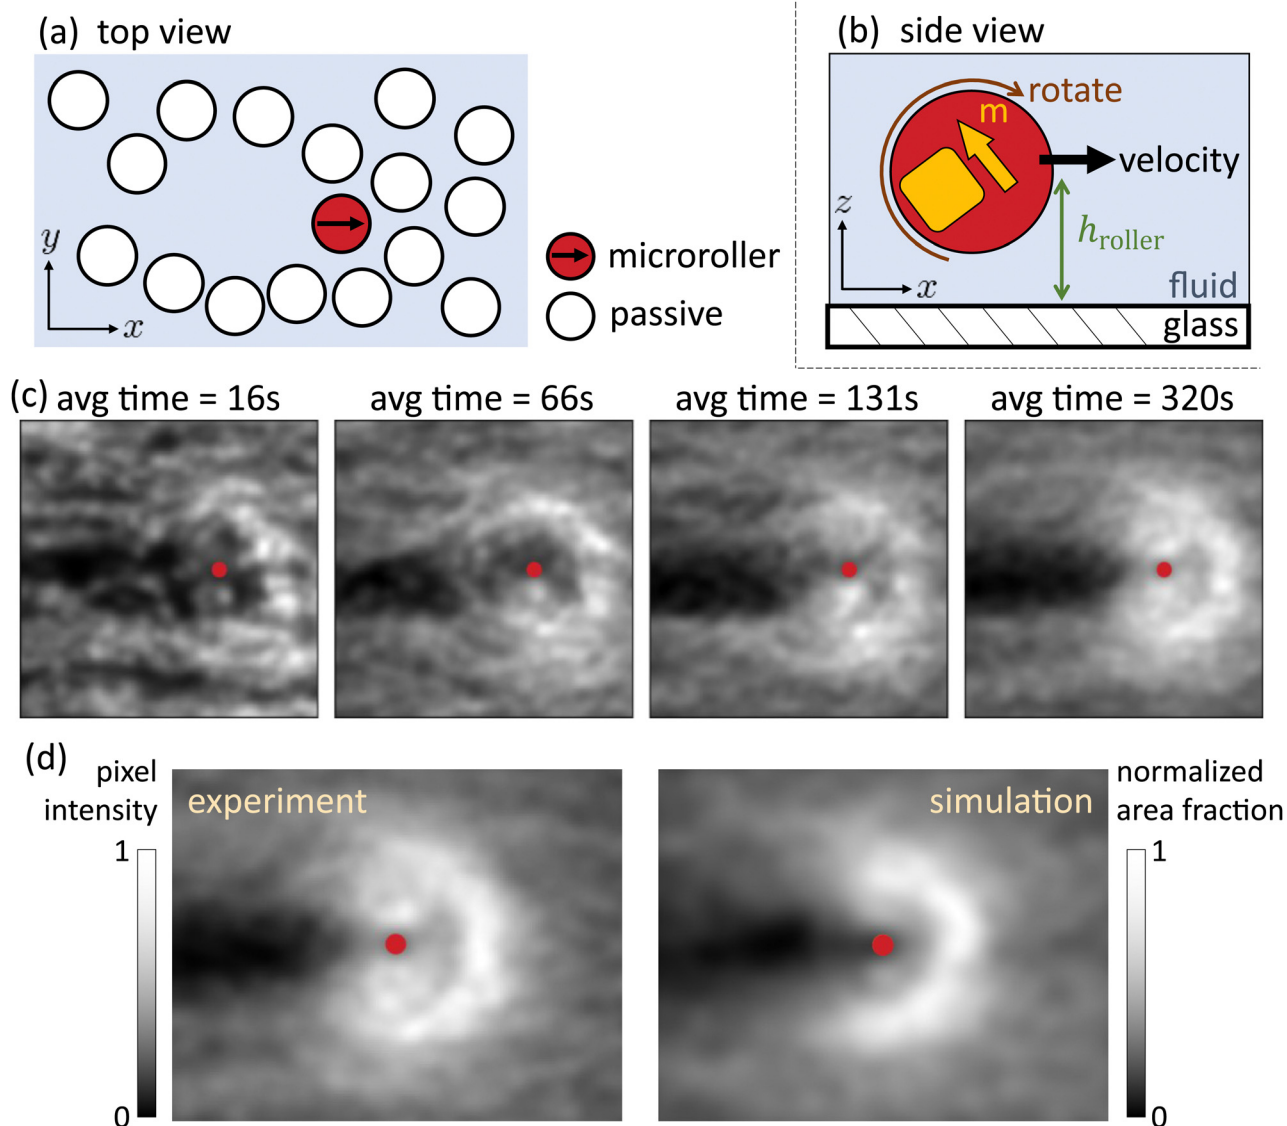 (a) top view
y
x
microroller
passive
(b) side view
rotate
m
velocity
z
h_roller
x
fluid
glass
(c)
avg time = 16s
avg time = 66s
avg time = 131s
avg time = 320s
(d)
pixel
intensity
1
0
experiment
simulation
normalized
area fraction
1
0